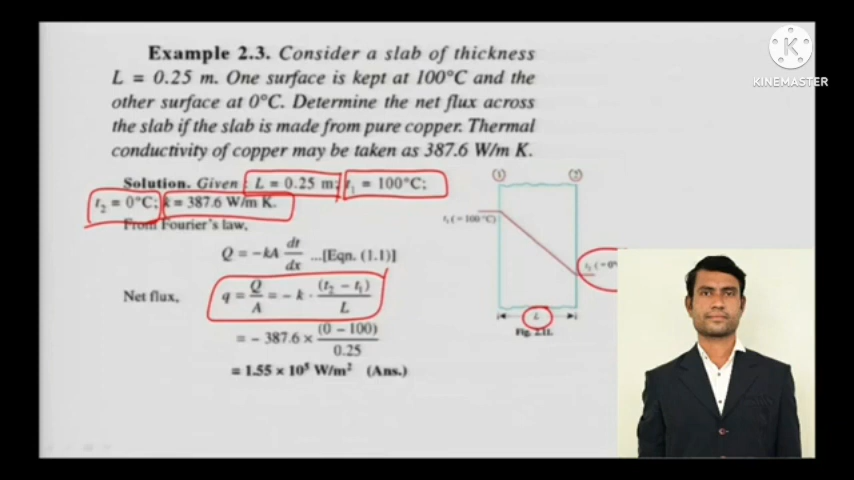 Example 2.3. Consider a slab of thickness
L = 0.25 m. One surface is kept at 100°C and the
other surface at 0°C. Determine the net flux across
the slab if the slab is made from pure copper. Thermal
conductivity of copper may be taken as 387.6 W/m K.
Solution. Given : L = 0.25 m; t₁ = 100°C;
t₂ = 0°C; k = 387.6 W/m K.
From Fourier's law,
Q = –kA dt/dx ...[Eqn. (1.1)]
Net flux, q = Q/A = – k · (t₂ – t₁)/L
= – 387.6 × (0 – 100)/0.25
= 1.55 × 10⁵ W/m² (Ans.)
① ②
t₁ (= 100°C)
t₂ (= 0°
L
Fig. 2.11.
K
KINEMASTER